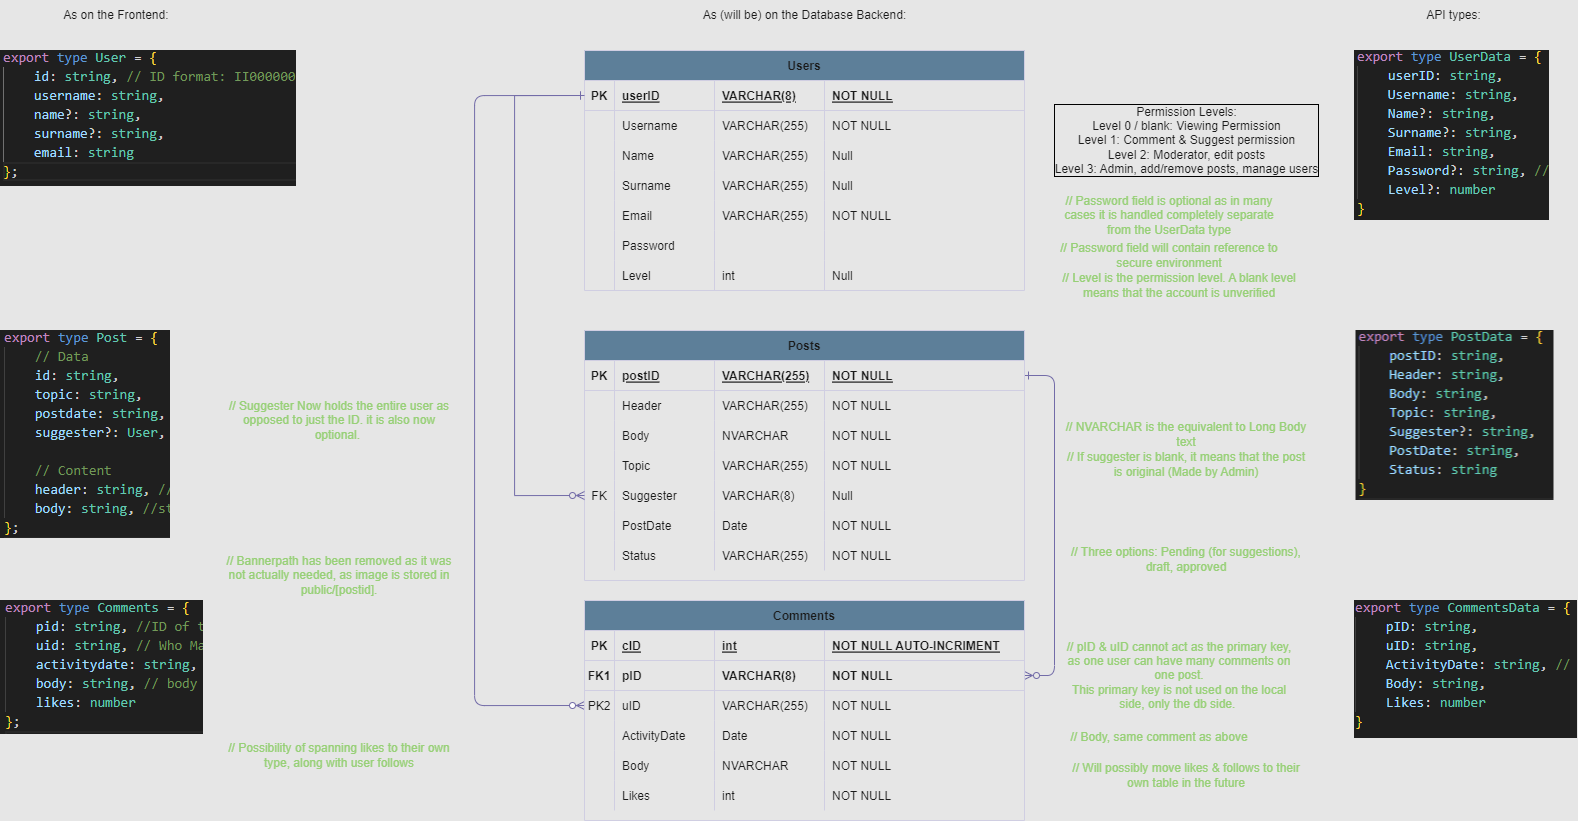 As on the Frontend:
As (will be) on the Database Backend:
API types:
export type User = {
id: string, // ID format: II000000
username: string,
name?: string,
surname?: string,
email: string
};
Users
PK userID VARCHAR(8) NOT NULL
Username VARCHAR(255) NOT NULL
Name VARCHAR(255) Null
Surname VARCHAR(255) Null
Email VARCHAR(255) NOT NULL
Password
Level int Null
Permission Levels:
Level 0 / blank: Viewing Permission
Level 1: Comment & Suggest permission
Level 2: Moderator, edit posts
Level 3: Admin, add/remove posts, manage users
// Password field is optional as in many
cases it is handled completely separate
from the UserData type
// Password field will contain reference to
secure environment
// Level is the permission level. A blank level
means that the account is unverified
export type UserData = {
userID: string,
Username: string,
Name?: string,
Surname?: string,
Email: string,
Password?: string, //
Level?: number
}
export type Post = {
// Data
id: string,
topic: string,
postdate: string,
suggester?: User,
// Content
header: string, //
body: string, //st
};
// Suggester Now holds the entire user as
opposed to just the ID. it is also now
optional.
// Bannerpath has been removed as it was
not actually needed, as image is stored in
public/[postid].
Posts
PK postID VARCHAR(255) NOT NULL
Header VARCHAR(255) NOT NULL
Body NVARCHAR NOT NULL
Topic VARCHAR(255) NOT NULL
FK Suggester VARCHAR(8) Null
PostDate Date NOT NULL
Status VARCHAR(255) NOT NULL
// NVARCHAR is the equivalent to Long Body
text
// If suggester is blank, it means that the post
is original (Made by Admin)
// Three options: Pending (for suggestions),
draft, approved
export type PostData = {
postID: string,
Header: string,
Body: string,
Topic: string,
Suggester?: string,
PostDate: string,
Status: string
}
export type Comments = {
pid: string, //ID of t
uid: string, // Who Ma
activitydate: string,
body: string, // body
likes: number
};
// Possibility of spanning likes to their own
type, along with user follows
Comments
PK cID int NOT NULL AUTO-INCRIMENT
FK1 pID VARCHAR(8) NOT NULL
PK2 uID VARCHAR(255) NOT NULL
ActivityDate Date NOT NULL
Body NVARCHAR NOT NULL
Likes int NOT NULL
// pID & uID cannot act as the primary key,
as one user can have many comments on
one post.
This primary key is not used on the local
side, only the db side.
// Body, same comment as above
// Will possibly move likes & follows to their
own table in the future
export type CommentsData = {
pID: string,
uID: string,
ActivityDate: string, //
Body: string,
Likes: number
}